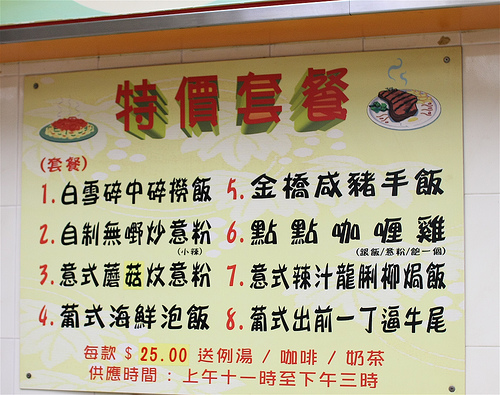 特價套餐
(套餐)
1. 白雪碎中碎撈飯
2. 自制無嘢炒意粉
(小辣)
3. 意式蘑菇炆意粉
4. 葡式海鮮泡飯
5. 金橋咸豬手飯
6. 點點咖喱雞
(跟飯/意粉/飽一個)
7. 意式辣汁龍脷柳焗飯
8. 葡式出前一丁逼牛尾
每款 $ 25.00 送例湯 / 咖啡 / 奶茶
供應時間 : 上午十一時至下午三時